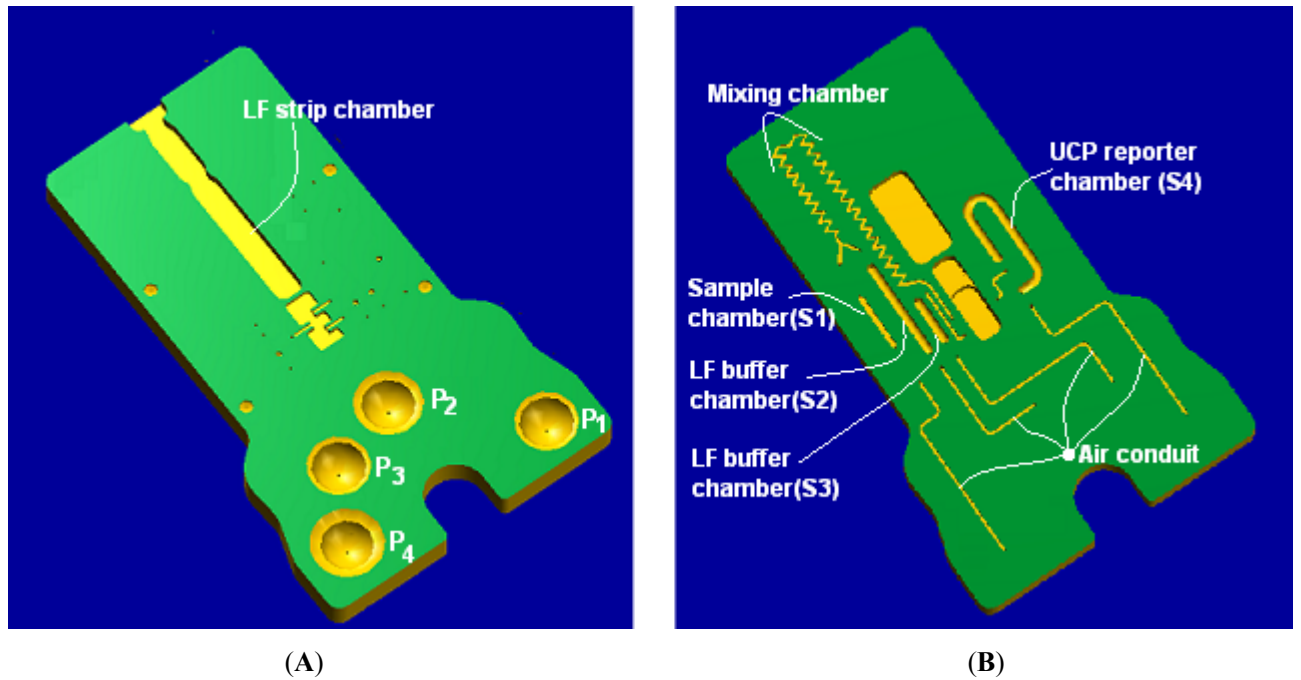 LF strip chamber
P2
P1
P3
P4
Mixing chamber
UCP reporter
chamber (S4)
Sample
chamber(S1)
LF buffer
chamber(S2)
LF buffer
chamber(S3)
Air conduit
(A)
(B)